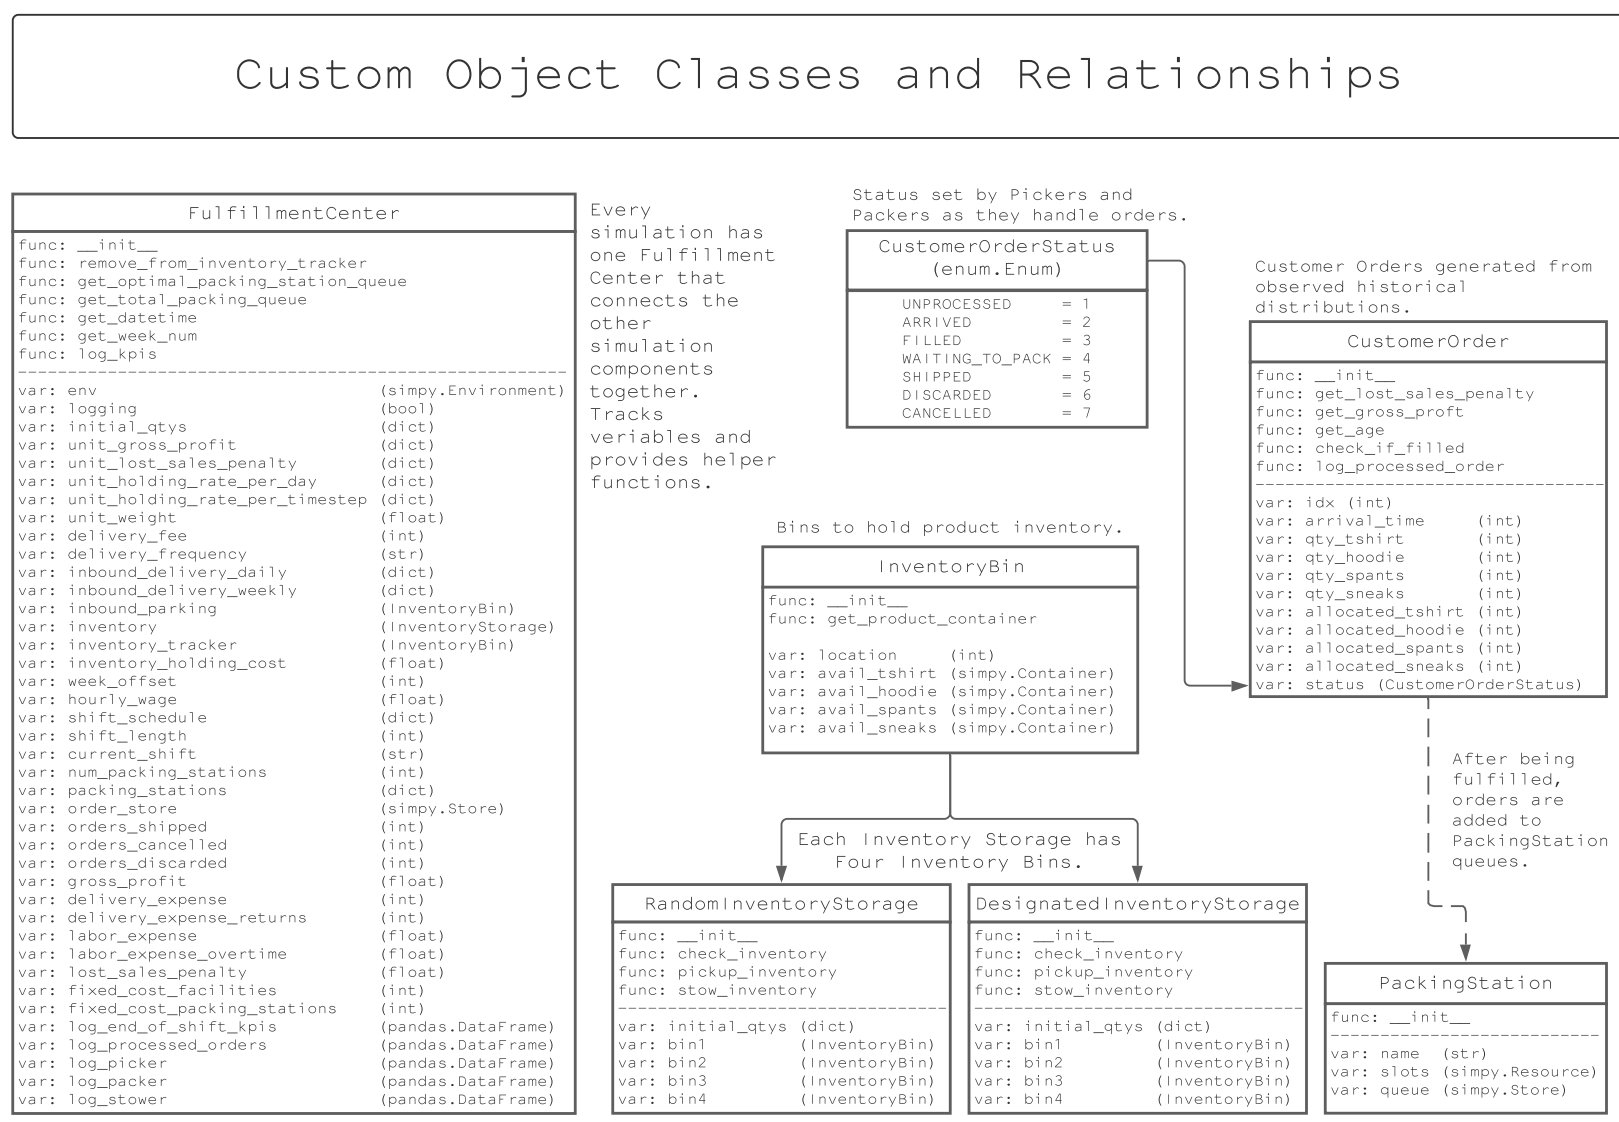 Custom Object Classes and Relationships
FulfillmentCenter
func: __init__
func: remove_from_inventory_tracker
func: get_optimal_packing_station_queue
func: get_total_packing_queue
func: get_datetime
func: get_week_num
func: log_kpis
var: env (simpy.Environment)
var: logging (bool)
var: initial_qtys (dict)
var: unit_gross_profit (dict)
var: unit_lost_sales_penalty (dict)
var: unit_holding_rate_per_day (dict)
var: unit_holding_rate_per_timestep (dict)
var: unit_weight (float)
var: delivery_fee (int)
var: delivery_frequency (str)
var: inbound_delivery_daily (dict)
var: inbound_delivery_weekly (dict)
var: inbound_parking (InventoryBin)
var: inventory (InventoryStorage)
var: inventory_tracker (InventoryBin)
var: inventory_holding_cost (float)
var: week_offset (int)
var: hourly_wage (float)
var: shift_schedule (dict)
var: shift_length (int)
var: current_shift (str)
var: num_packing_stations (int)
var: packing_stations (dict)
var: order_store (simpy.Store)
var: orders_shipped (int)
var: orders_cancelled (int)
var: orders_discarded (int)
var: gross_profit (float)
var: delivery_expense (int)
var: delivery_expense_returns (int)
var: labor_expense (float)
var: labor_expense_overtime (float)
var: lost_sales_penalty (float)
var: fixed_cost_facilities (int)
var: fixed_cost_packing_stations (int)
var: log_end_of_shift_kpis (pandas.DataFrame)
var: log_processed_orders (pandas.DataFrame)
var: log_picker (pandas.DataFrame)
var: log_packer (pandas.DataFrame)
var: log_stower (pandas.DataFrame)
Every
simulation has
one Fulfillment
Center that
connects the
other
simulation
components
together.
Tracks
veriables and
provides helper
functions.
Status set by Pickers and
Packers as they handle orders.
CustomerOrderStatus
(enum.Enum)
UNPROCESSED = 1
ARRIVED = 2
FILLED = 3
WAITING_TO_PACK = 4
SHIPPED = 5
DISCARDED = 6
CANCELLED = 7
Customer Orders generated from
observed historical
distributions.
CustomerOrder
func: __init__
func: get_lost_sales_penalty
func: get_gross_proft
func: get_age
func: check_if_filled
func: log_processed_order
var: idx (int)
var: arrival_time (int)
var: qty_tshirt (int)
var: qty_hoodie (int)
var: qty_spants (int)
var: qty_sneaks (int)
var: allocated_tshirt (int)
var: allocated_hoodie (int)
var: allocated_spants (int)
var: allocated_sneaks (int)
var: status (CustomerOrderStatus)
Bins to hold product inventory.
InventoryBin
func: __init__
func: get_product_container
var: location (int)
var: avail_tshirt (simpy.Container)
var: avail_hoodie (simpy.Container)
var: avail_spants (simpy.Container)
var: avail_sneaks (simpy.Container)
Each Inventory Storage has
Four Inventory Bins.
RandomInventoryStorage
func: __init__
func: check_inventory
func: pickup_inventory
func: stow_inventory
var: initial_qtys (dict)
var: bin1 (InventoryBin)
var: bin2 (InventoryBin)
var: bin3 (InventoryBin)
var: bin4 (InventoryBin)
DesignatedInventoryStorage
func: __init__
func: check_inventory
func: pickup_inventory
func: stow_inventory
var: initial_qtys (dict)
var: bin1 (InventoryBin)
var: bin2 (InventoryBin)
var: bin3 (InventoryBin)
var: bin4 (InventoryBin)
After being
fulfilled,
orders are
added to
PackingStation
queues.
PackingStation
func: __init__
var: name (str)
var: slots (simpy.Resource)
var: queue (simpy.Store)